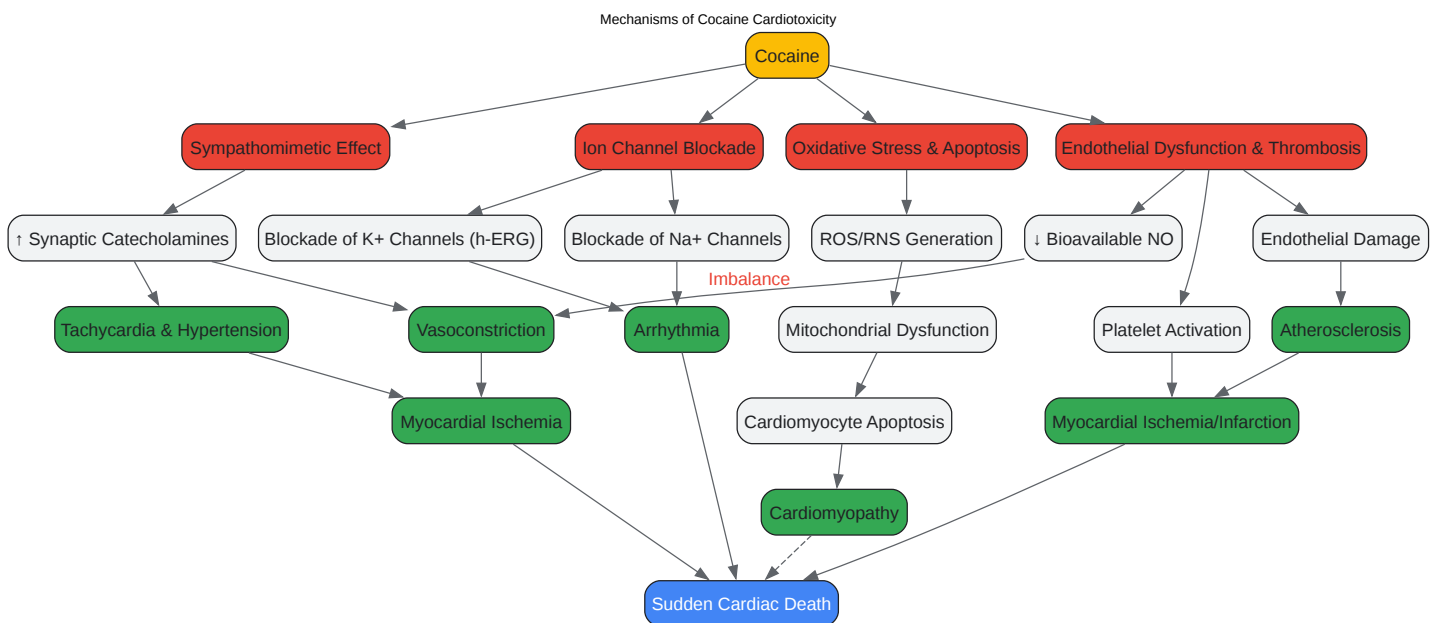 Mechanisms of Cocaine Cardiotoxicity
Cocaine
Sympathomimetic Effect
Ion Channel Blockade
Oxidative Stress & Apoptosis
Endothelial Dysfunction & Thrombosis
↑ Synaptic Catecholamines
Blockade of K+ Channels (h-ERG)
Blockade of Na+ Channels
ROS/RNS Generation
↓ Bioavailable NO
Endothelial Damage
Imbalance
Tachycardia & Hypertension
Vasoconstriction
Arrhythmia
Mitochondrial Dysfunction
Platelet Activation
Atherosclerosis
Myocardial Ischemia
Cardiomyocyte Apoptosis
Myocardial Ischemia/Infarction
Cardiomyopathy
Sudden Cardiac Death